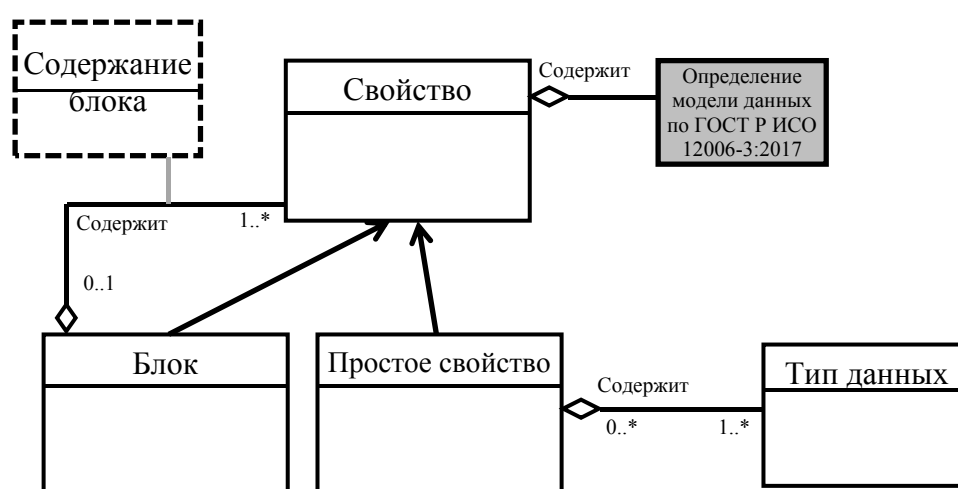 Содержание
блока
Свойство
Содержит
Определение
модели данных
по ГОСТ Р ИСО
12006-3:2017
Содержит
1..*
0..1
Блок
Простое свойство
Содержит
0..*
1..*
Тип данных